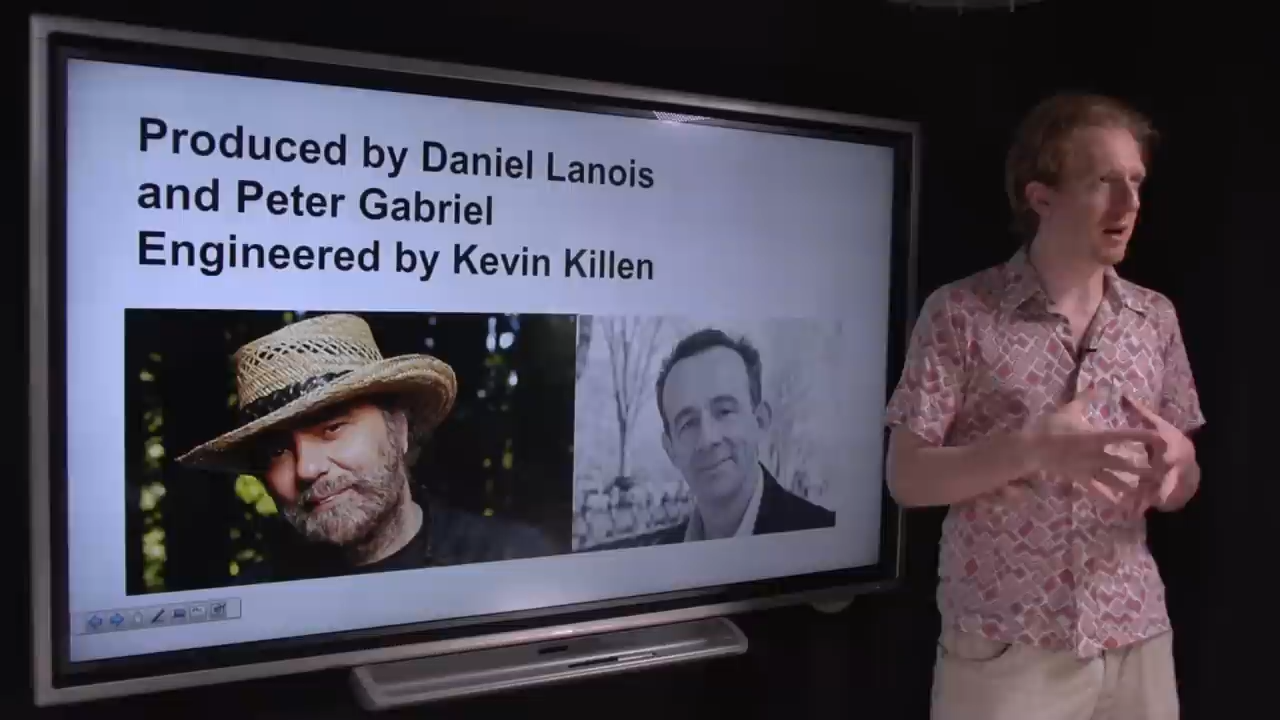 Produced by Daniel Lanois
and Peter Gabriel
Engineered by Kevin Killen